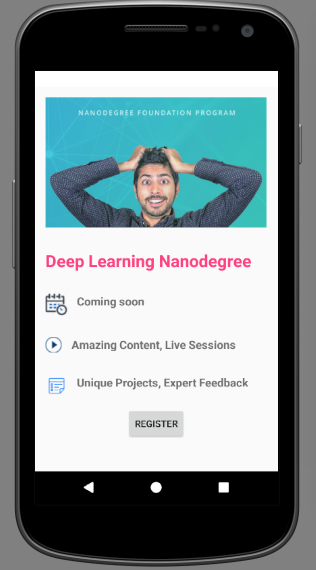 NANODEGREE FOUNDATION PROGRAM
Deep Learning Nanodegree
Coming soon
Amazing Content, Live Sessions
Unique Projects, Expert Feedback
REGISTER